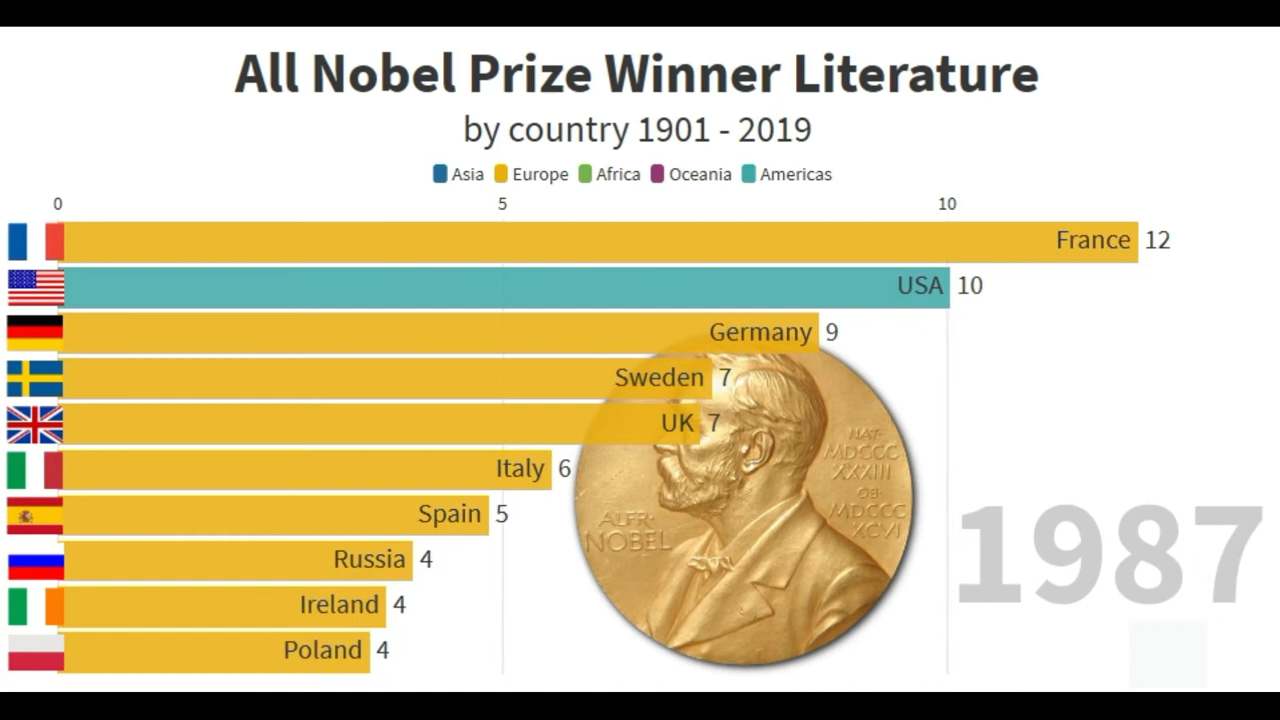 All Nobel Prize Winner Literature
by country 1901 - 2019
Asia Europe Africa Oceania Americas
0 5 10
France 12
USA 10
Germany 9
Sweden 7
UK 7
Italy 6
Spain 5
Russia 4
Ireland 4
Poland 4
NAT·
MDCCC
XXXIII
OB·
MDCCC
XCVI
ALFR·
NOBEL
1987